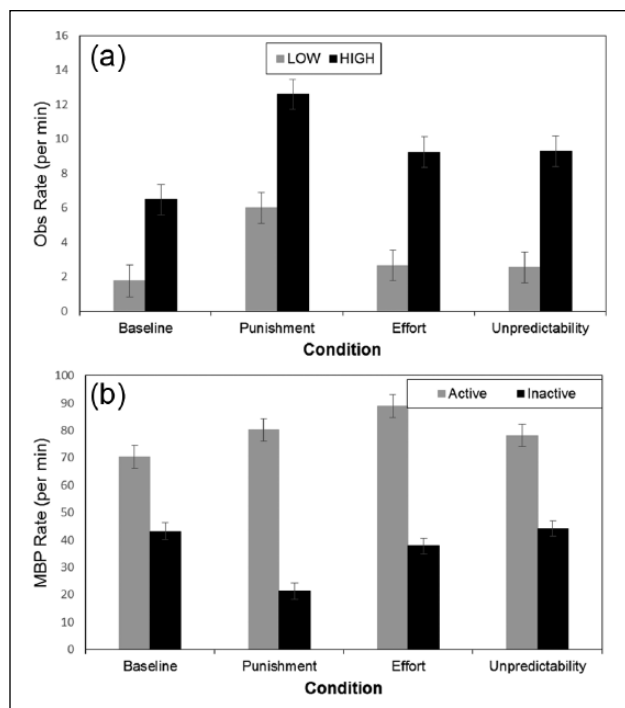 (a)
LOW HIGH
Obs Rate (per min)
16
14
12
10
8
6
4
2
0
Baseline Punishment Effort Unpredictability
Condition
(b)
Active Inactive
MBP Rate (per min)
100
90
80
70
60
50
40
30
20
10
0
Baseline Punishment Effort Unpredictability
Condition